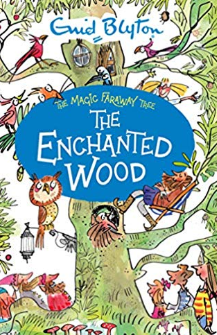 Enid Blyton
THE MAGIC FARAWAY TREE
THE
ENCHANTED
WOOD